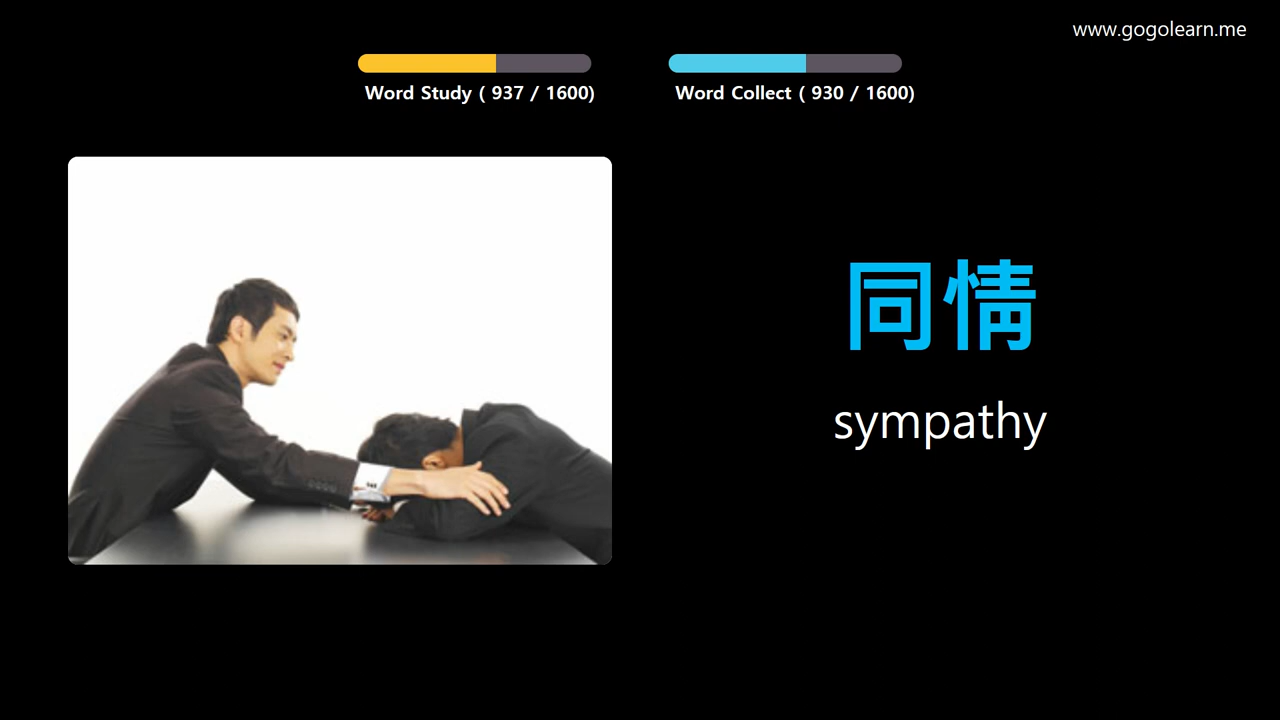 www.gogolearn.me
Word Study ( 937 / 1600)
Word Collect ( 930 / 1600)
同情
sympathy